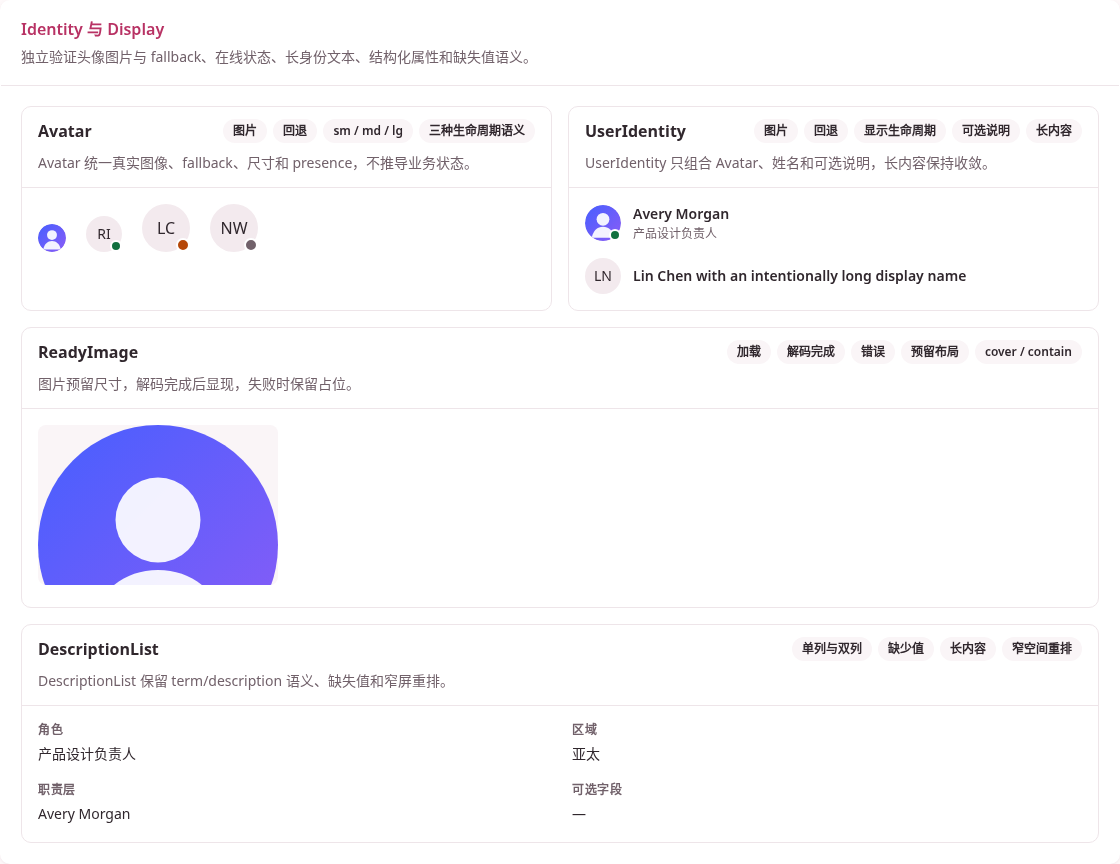 Identity 与 Display
独立验证头像图片与 fallback、在线状态、长身份文本、结构化属性和缺失值语义。
Avatar
图片
回退
sm / md / lg
三种生命周期语义
Avatar 统一真实图像、fallback、尺寸和 presence，不推导业务状态。
RI
LC
NW
UserIdentity
图片
回退
显示生命周期
可选说明
长内容
UserIdentity 只组合 Avatar、姓名和可选说明，长内容保持收敛。
Avery Morgan
产品设计负责人
LN
Lin Chen with an intentionally long display name
ReadyImage
加载
解码完成
错误
预留布局
cover / contain
图片预留尺寸，解码完成后显现，失败时保留占位。
DescriptionList
单列与双列
缺少值
长内容
窄空间重排
DescriptionList 保留 term/description 语义、缺失值和窄屏重排。
角色
产品设计负责人
区域
亚太
职责层
Avery Morgan
可选字段
—